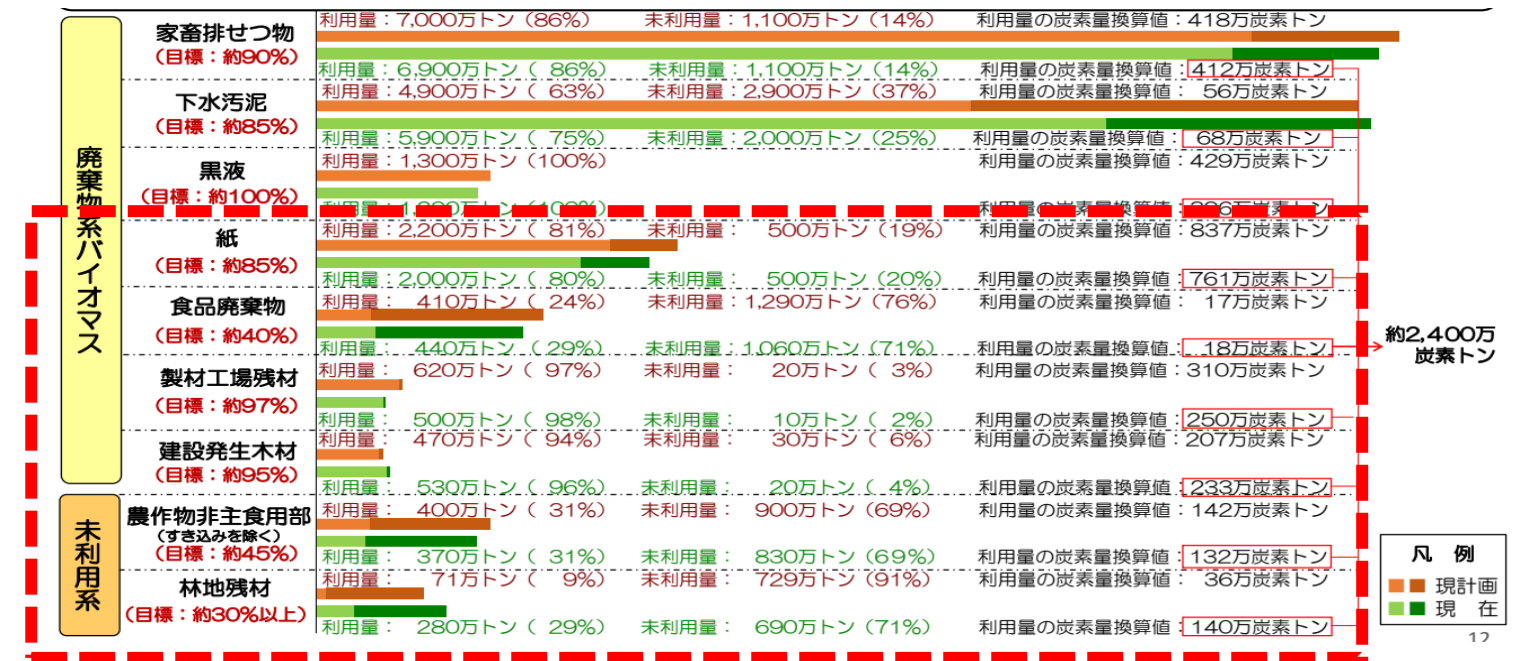 廃棄物系バイオマス
家畜排せつ物
(目標:約90%)
利用量:7,000万トン(86%) 未利用量:1,100万トン(14%) 利用量の炭素量換算値:418万炭素トン
利用量:6,900万トン( 86%) 未利用量:1,100万トン(14%) 利用量の炭素量換算値:412万炭素トン
下水汚泥
(目標:約85%)
利用量:4,900万トン( 63%) 未利用量:2,900万トン(37%) 利用量の炭素量換算値: 56万炭素トン
利用量:5,900万トン( 75%) 未利用量:2,000万トン(25%) 利用量の炭素量換算値: 68万炭素トン
黒液
(目標:約100%)
利用量:1,300万トン(100%) 利用量の炭素量換算値:429万炭素トン
紙
(目標:約85%)
利用量:2,200万トン( 81%) 未利用量: 500万トン(19%) 利用量の炭素量換算値:837万炭素トン
利用量:2,000万トン( 80%) 未利用量: 500万トン(20%) 利用量の炭素量換算値:761万炭素トン
食品廃棄物
(目標:約40%)
利用量: 410万トン( 24%) 未利用量:1,290万トン(76%) 利用量の炭素量換算値: 17万炭素トン
利用量: 440万トン( 29%) 未利用量:1,060万トン(71%) 利用量の炭素量換算値: 18万炭素トン
製材工場残材
(目標:約97%)
利用量: 620万トン( 97%) 未利用量: 20万トン( 3%) 利用量の炭素量換算値:310万炭素トン
利用量: 500万トン( 98%) 未利用量: 10万トン( 2%) 利用量の炭素量換算値:250万炭素トン
建設発生木材
(目標:約95%)
利用量: 470万トン( 94%) 未利用量: 30万トン( 6%) 利用量の炭素量換算値:207万炭素トン
利用量: 530万トン( 96%) 未利用量: 20万トン( 4%) 利用量の炭素量換算値:233万炭素トン
未利用系
農作物非主食用部
(すき込みを除く)
(目標:約45%)
利用量: 400万トン( 31%) 未利用量: 900万トン(69%) 利用量の炭素量換算値:142万炭素トン
利用量: 370万トン( 31%) 未利用量: 830万トン(69%) 利用量の炭素量換算値:132万炭素トン
林地残材
(目標:約30%以上)
利用量: 71万トン( 9%) 未利用量: 729万トン(91%) 利用量の炭素量換算値: 36万炭素トン
利用量: 280万トン( 29%) 未利用量: 690万トン(71%) 利用量の炭素量換算値:140万炭素トン
約2,400万
炭素トン
凡 例
現計画
現 在
12